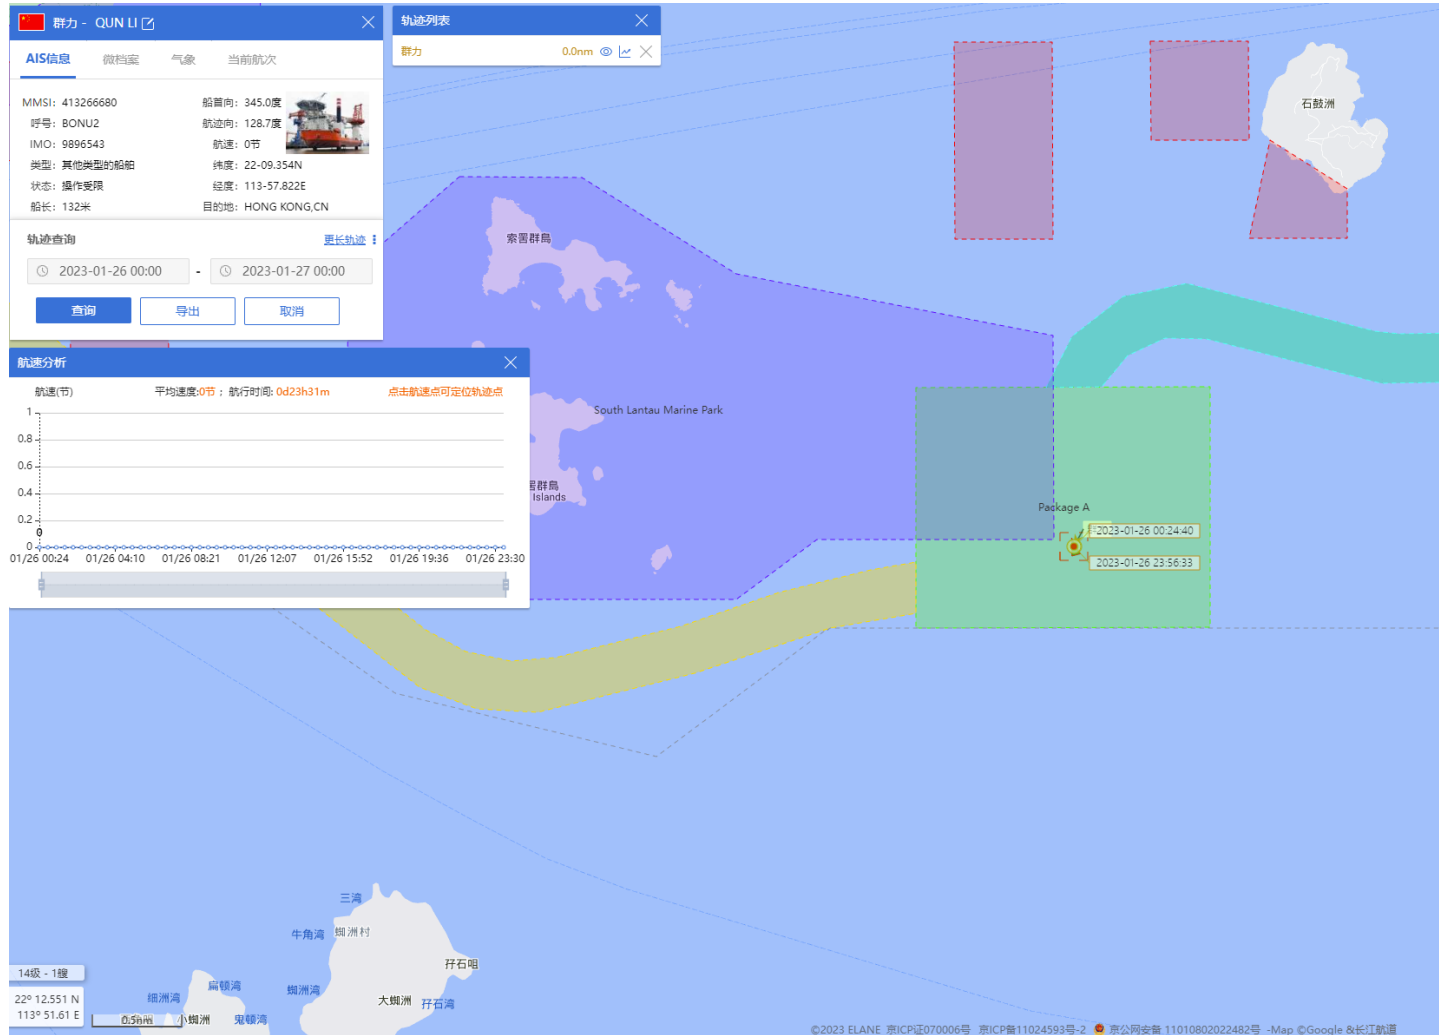 群力 - QUN LI
AIS信息 微档案 气象 当前航次
MMSI: 413266680 船首向: 345.0度
呼号: BONU2 航迹向: 128.7度
IMO: 9896543 航速: 0节
类型: 其他类型的船舶 纬度: 22-09.354N
状态: 操作受限 经度: 113-57.822E
船长: 132米 目的地: HONG KONG,CN
轨迹查询 更长轨迹
2023-01-26 00:00 - 2023-01-27 00:00
查询 导出 取消
轨迹列表
群力 0.0nm
航速分析
航速(节) 平均速度:0节 ; 航行时间: 0d23h31m 点击航速点可定位轨迹点
1
0.8
0.6
0.4
0.2
0
0
01/26 00:24 01/26 04:10 01/26 08:21 01/26 12:07 01/26 15:52 01/26 19:36 01/26 23:30
石鼓洲
索罟群島
South Lantau Marine Park
罟群島
Islands
Package A
2023-01-26 00:24:40
2023-01-26 23:56:33
三湾
牛角湾 蜘洲村
孖石咀
扁顿湾
细洲湾 蜘洲湾 大蜘洲 孖石湾
小蜘洲 鬼顿湾
14级 - 1艘
22º 12.551 N
113º 51.61 E
0.5nm
©2023 ELANE 京ICP证070006号 京ICP备11024593号-2 京公网安备 11010802022482号 -Map ©Google &长江航道